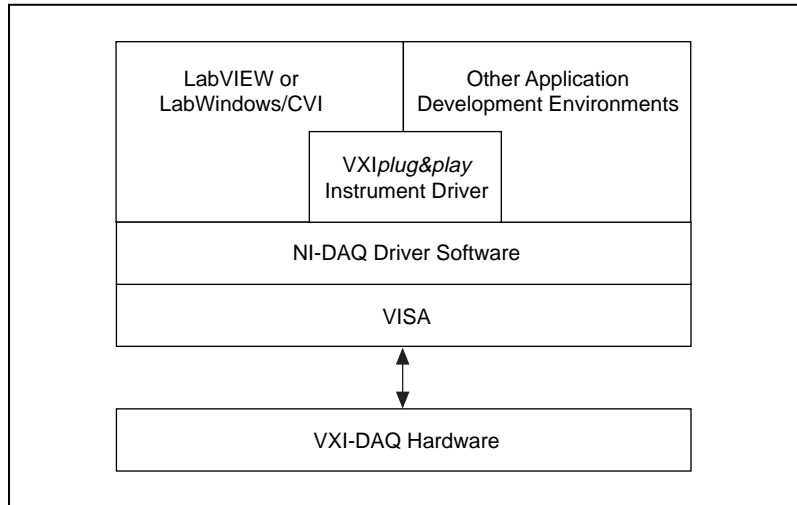 LabVIEW or
LabWindows/CVI
Other Application
Development Environments
VXIplug&play
Instrument Driver
NI-DAQ Driver Software
VISA
VXI-DAQ Hardware